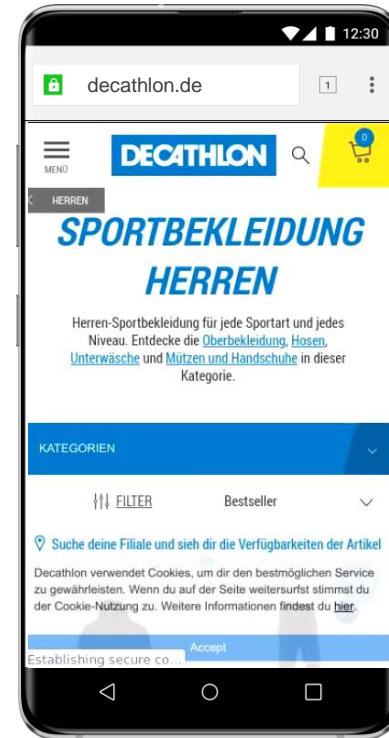 12:30
decathlon.de
1
MENÜ
DECATHLON
0
HERREN
SPORTBEKLEIDUNG
HERREN
Herren-Sportbekleidung für jede Sportart und jedes
Niveau. Entdecke die Oberbekleidung, Hosen,
Unterwäsche und Mützen und Handschuhe in dieser
Kategorie.
KATEGORIEN
FILTER
Bestseller
Suche deine Filiale und sieh dir die Verfügbarkeiten der Artikel
Decathlon verwendet Cookies, um dir den bestmöglichen Service
zu gewährleisten. Wenn du auf der Seite weitersurfst stimmst du
der Cookie-Nutzung zu. Weitere Informationen findest du hier.
Accept
Establishing secure co...